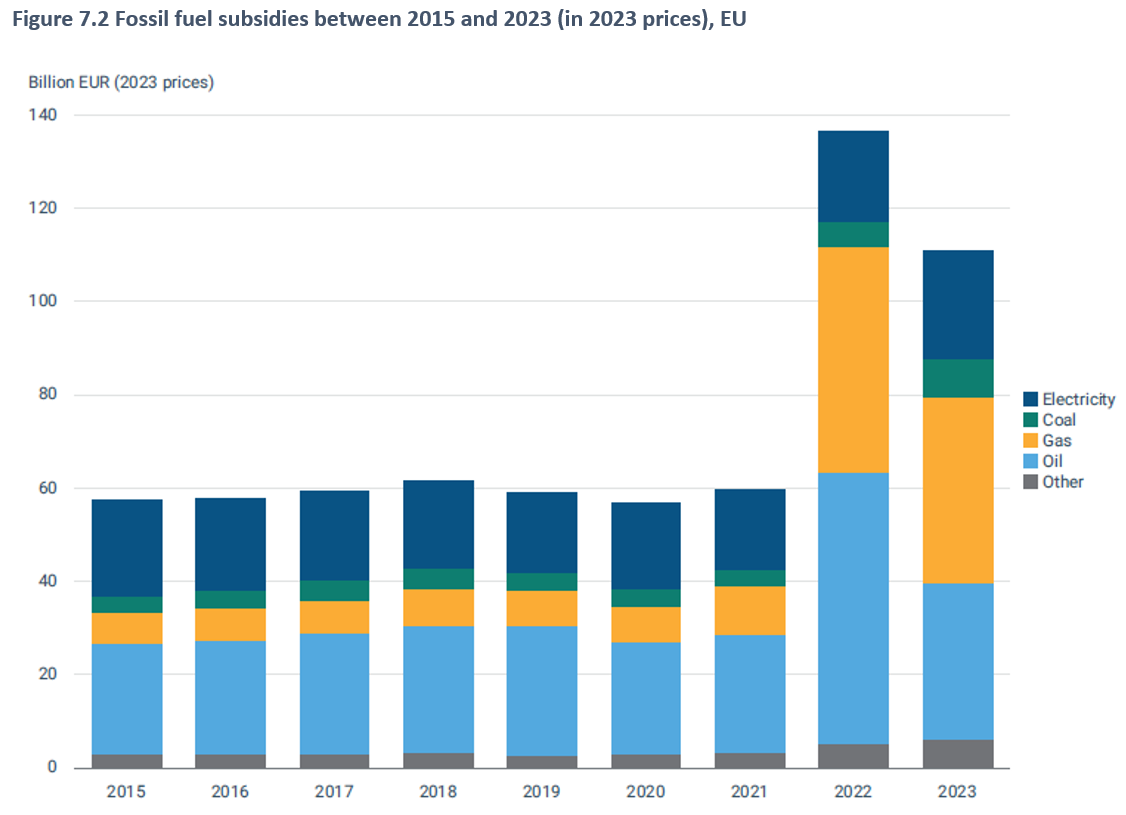 Figure 7.2 Fossil fuel subsidies between 2015 and 2023 (in 2023 prices), EU
Billion EUR (2023 prices)
140
120
100
80
60
40
20
0
2015 2016 2017 2018 2019 2020 2021 2022 2023
Electricity
Coal
Gas
Oil
Other